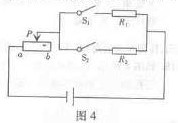 S₁ R₁
P
a b
S₂ R₂
图4